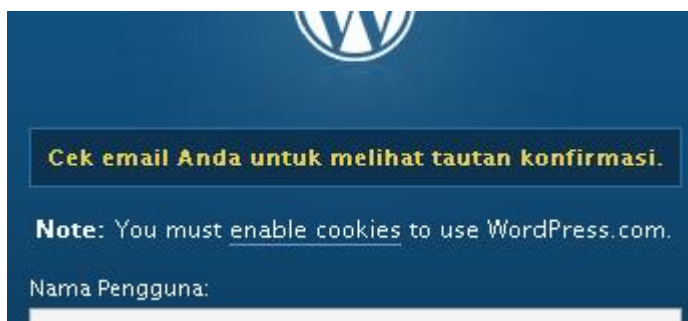 Cek email Anda untuk melihat tautan konfirmasi.
Note: You must enable cookies to use WordPress.com.
Nama Pengguna: